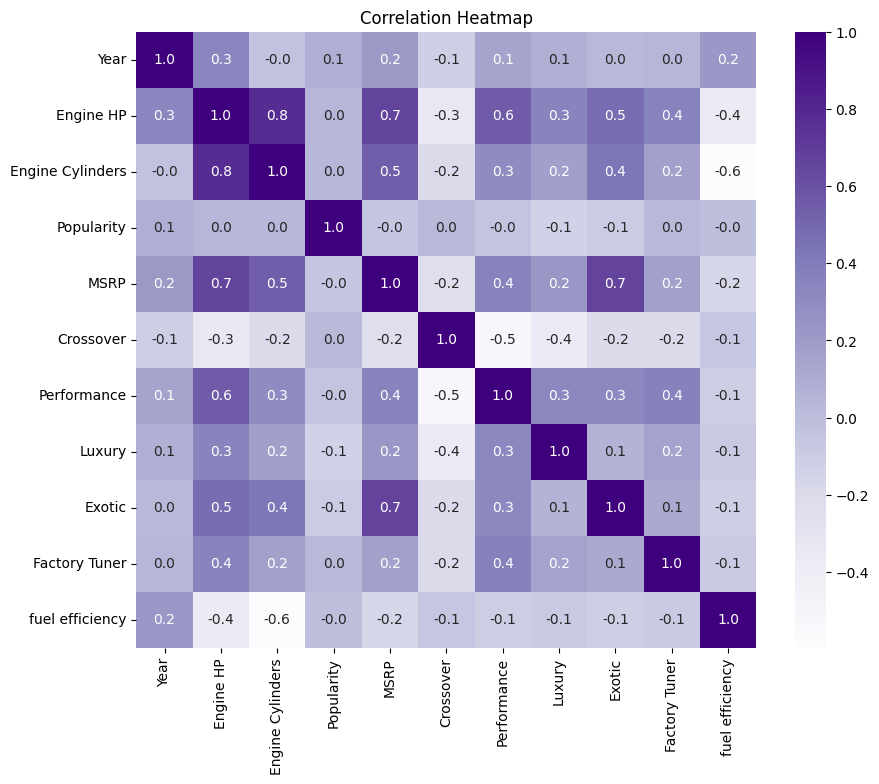 Correlation Heatmap
Year 1.0 0.3 -0.0 0.1 0.2 -0.1 0.1 0.1 0.0 0.0 0.2
Engine HP 0.3 1.0 0.8 0.0 0.7 -0.3 0.6 0.3 0.5 0.4 -0.4
Engine Cylinders -0.0 0.8 1.0 0.0 0.5 -0.2 0.3 0.2 0.4 0.2 -0.6
Popularity 0.1 0.0 0.0 1.0 -0.0 0.0 -0.0 -0.1 -0.1 0.0 -0.0
MSRP 0.2 0.7 0.5 -0.0 1.0 -0.2 0.4 0.2 0.7 0.2 -0.2
Crossover -0.1 -0.3 -0.2 0.0 -0.2 1.0 -0.5 -0.4 -0.2 -0.2 -0.1
Performance 0.1 0.6 0.3 -0.0 0.4 -0.5 1.0 0.3 0.3 0.4 -0.1
Luxury 0.1 0.3 0.2 -0.1 0.2 -0.4 0.3 1.0 0.1 0.2 -0.1
Exotic 0.0 0.5 0.4 -0.1 0.7 -0.2 0.3 0.1 1.0 0.1 -0.1
Factory Tuner 0.0 0.4 0.2 0.0 0.2 -0.2 0.4 0.2 0.1 1.0 -0.1
fuel efficiency 0.2 -0.4 -0.6 -0.0 -0.2 -0.1 -0.1 -0.1 -0.1 -0.1 1.0
Year
Engine HP
Engine Cylinders
Popularity
MSRP
Crossover
Performance
Luxury
Exotic
Factory Tuner
fuel efficiency
1.0
0.8
0.6
0.4
0.2
0.0
−0.2
−0.4